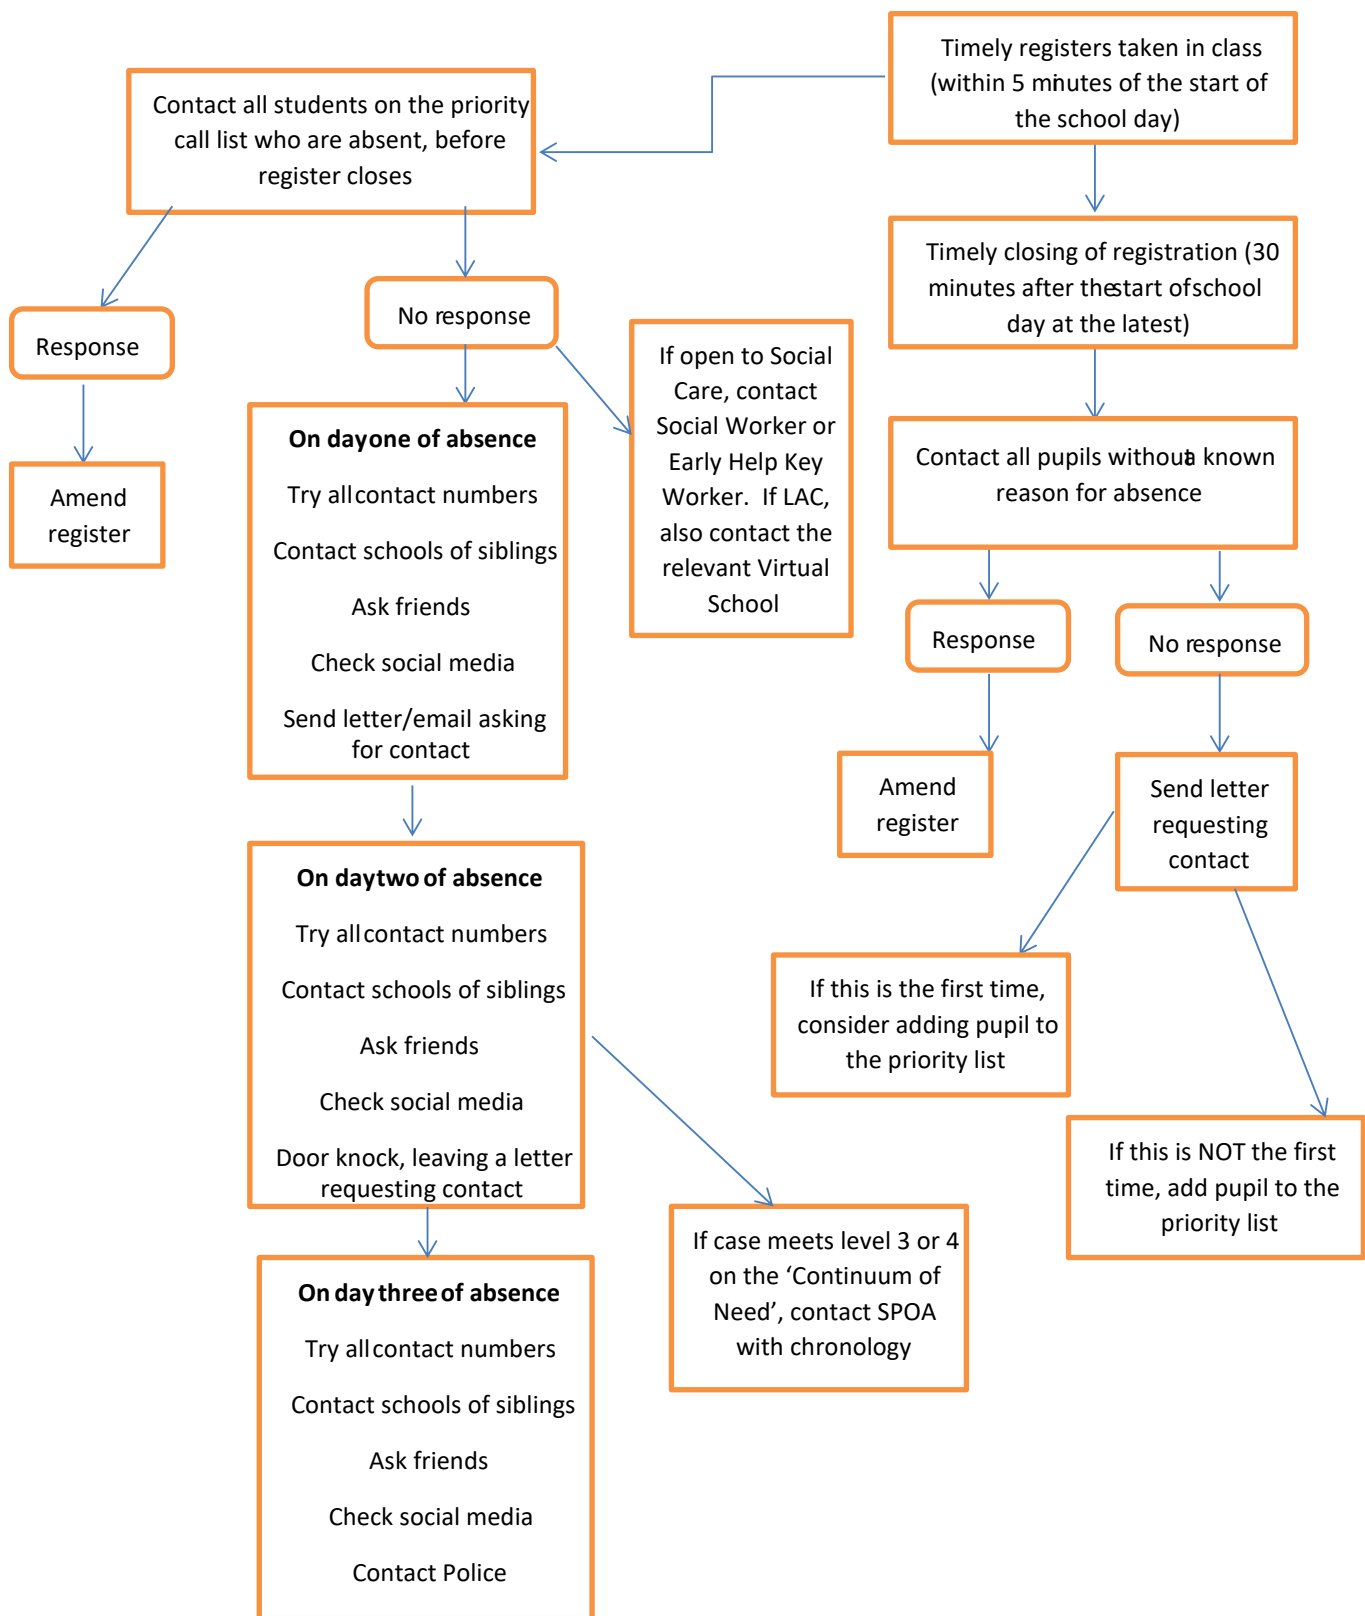 Timely registers taken in class
(within 5 minutes of the start of
the school day)
Contact all students on the priority
call list who are absent, before
register closes
Timely closing of registration (30
minutes after the start of school
day at the latest)
Response
No response
If open to Social
Care, contact
Social Worker or
Early Help Key
Worker. If LAC,
also contact the
relevant Virtual
School
Amend
register
On day one of absence
Try all contact numbers
Contact schools of siblings
Ask friends
Check social media
Send letter/email asking
for contact
Contact all pupils without a known
reason for absence
Response
No response
Amend
register
Send letter
requesting
contact
On day two of absence
Try all contact numbers
Contact schools of siblings
Ask friends
Check social media
Door knock, leaving a letter
requesting contact
If this is the first time,
consider adding pupil to
the priority list
If this is NOT the first
time, add pupil to the
priority list
If case meets level 3 or 4
on the ‘Continuum of
Need’, contact SPOA
with chronology
On day three of absence
Try all contact numbers
Contact schools of siblings
Ask friends
Check social media
Contact Police